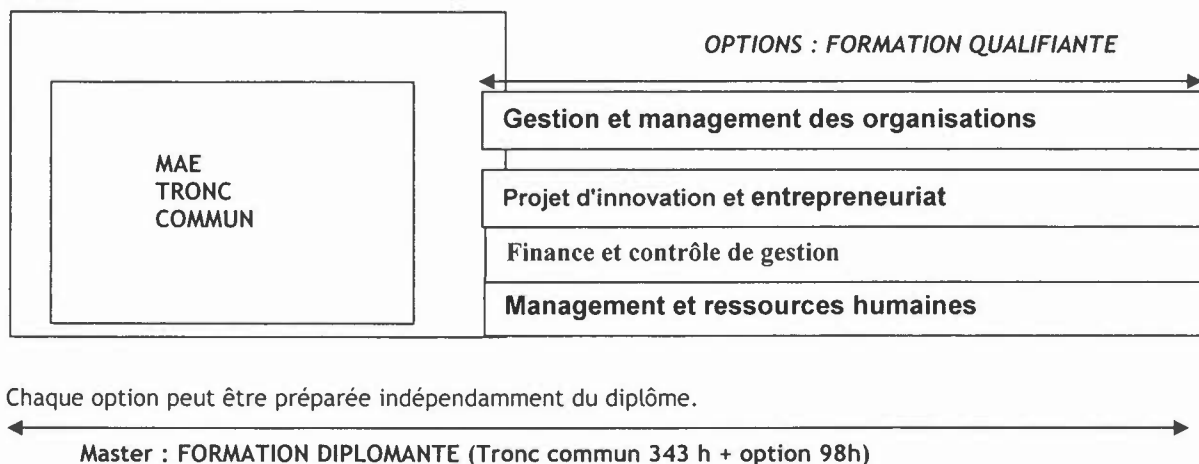 OPTIONS : FORMATION QUALIFIANTE
MAE
TRONC
COMMUN
Gestion et management des organisations
Projet d'innovation et entrepreneuriat
Finance et contrôle de gestion
Management et ressources humaines
Chaque option peut être préparée indépendamment du diplôme.
Master : FORMATION DIPLOMANTE (Tronc commun 343 h + option 98h)